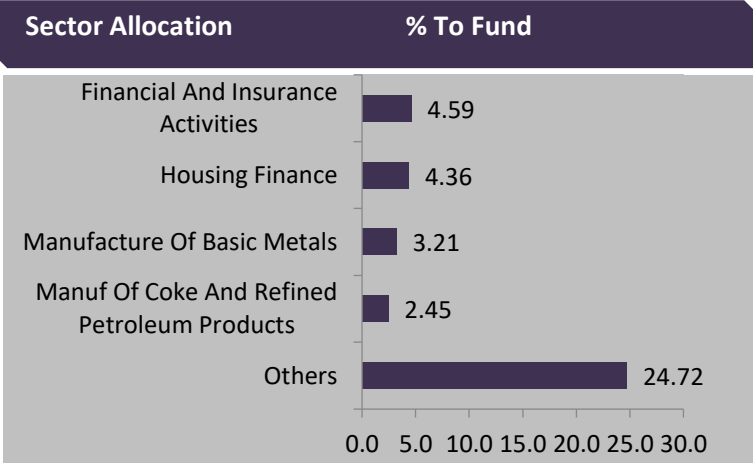 Sector Allocation % To Fund
Financial And Insurance
Activities
4.59
Housing Finance
4.36
Manufacture Of Basic Metals
3.21
Manuf Of Coke And Refined
Petroleum Products
2.45
Others
24.72
0.0 5.0 10.0 15.0 20.0 25.0 30.0